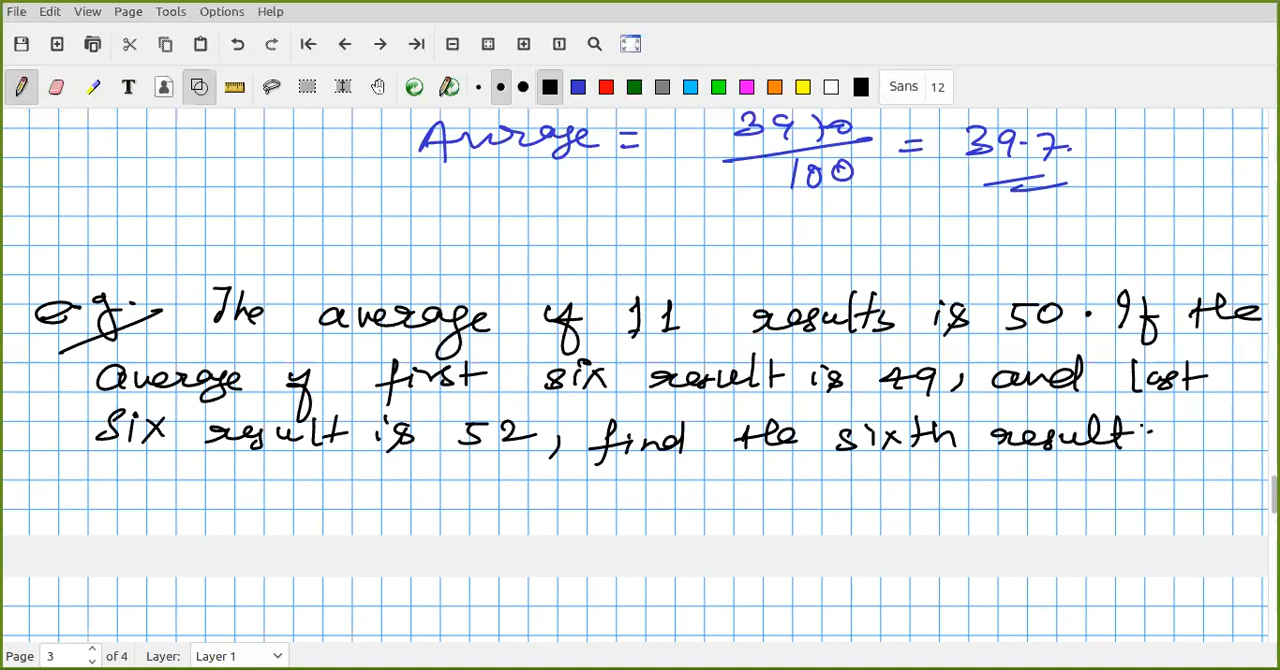 File Edit View Page Tools Options Help
Sans 12
Average = 3970 / 100 = 39.7.
eg:- The average of 11 results is 50. If the
average of first six result is 49, and last
six result is 52, find the sixth result.
Page 3 of 4 Layer: Layer 1